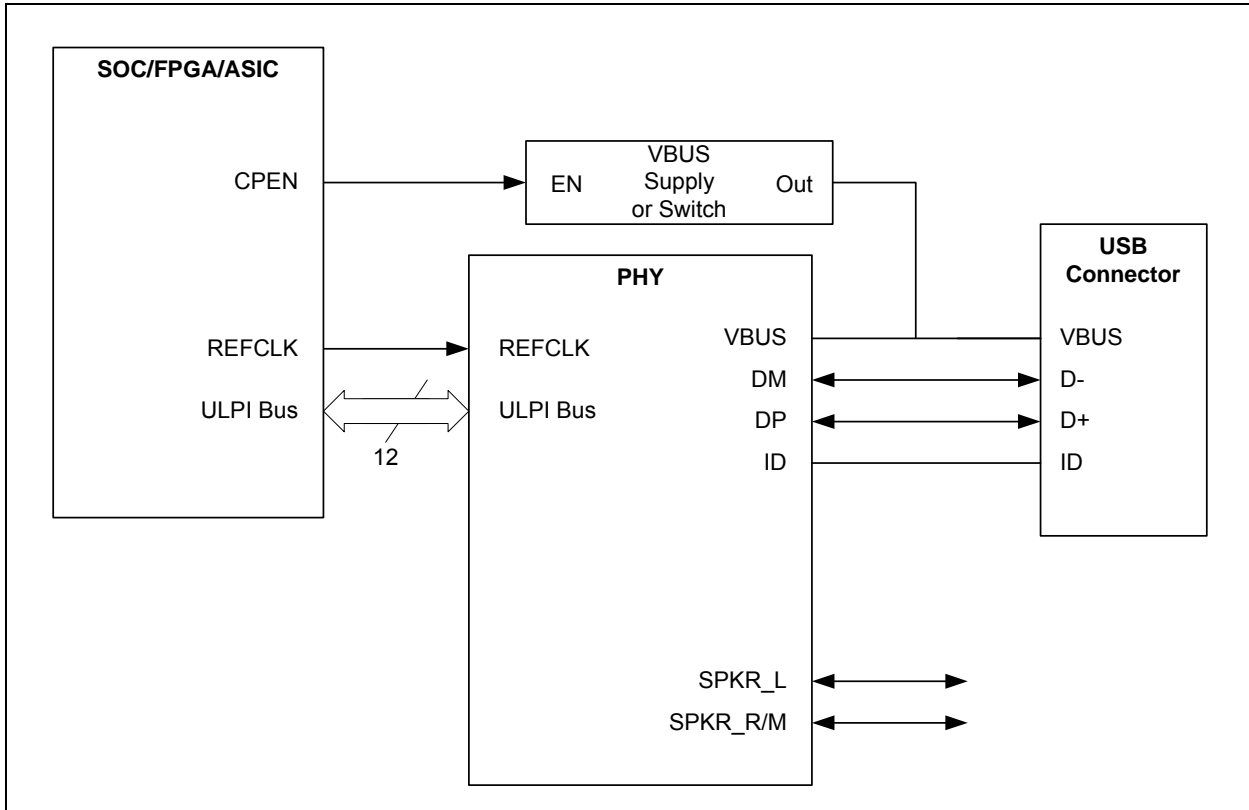 SOC/FPGA/ASIC
CPEN
REFCLK
ULPI Bus
12
VBUS
Supply
or Switch
EN
Out
PHY
REFCLK
ULPI Bus
VBUS
DM
DP
ID
SPKR_L
SPKR_R/M
USB
Connector
VBUS
D-
D+
ID